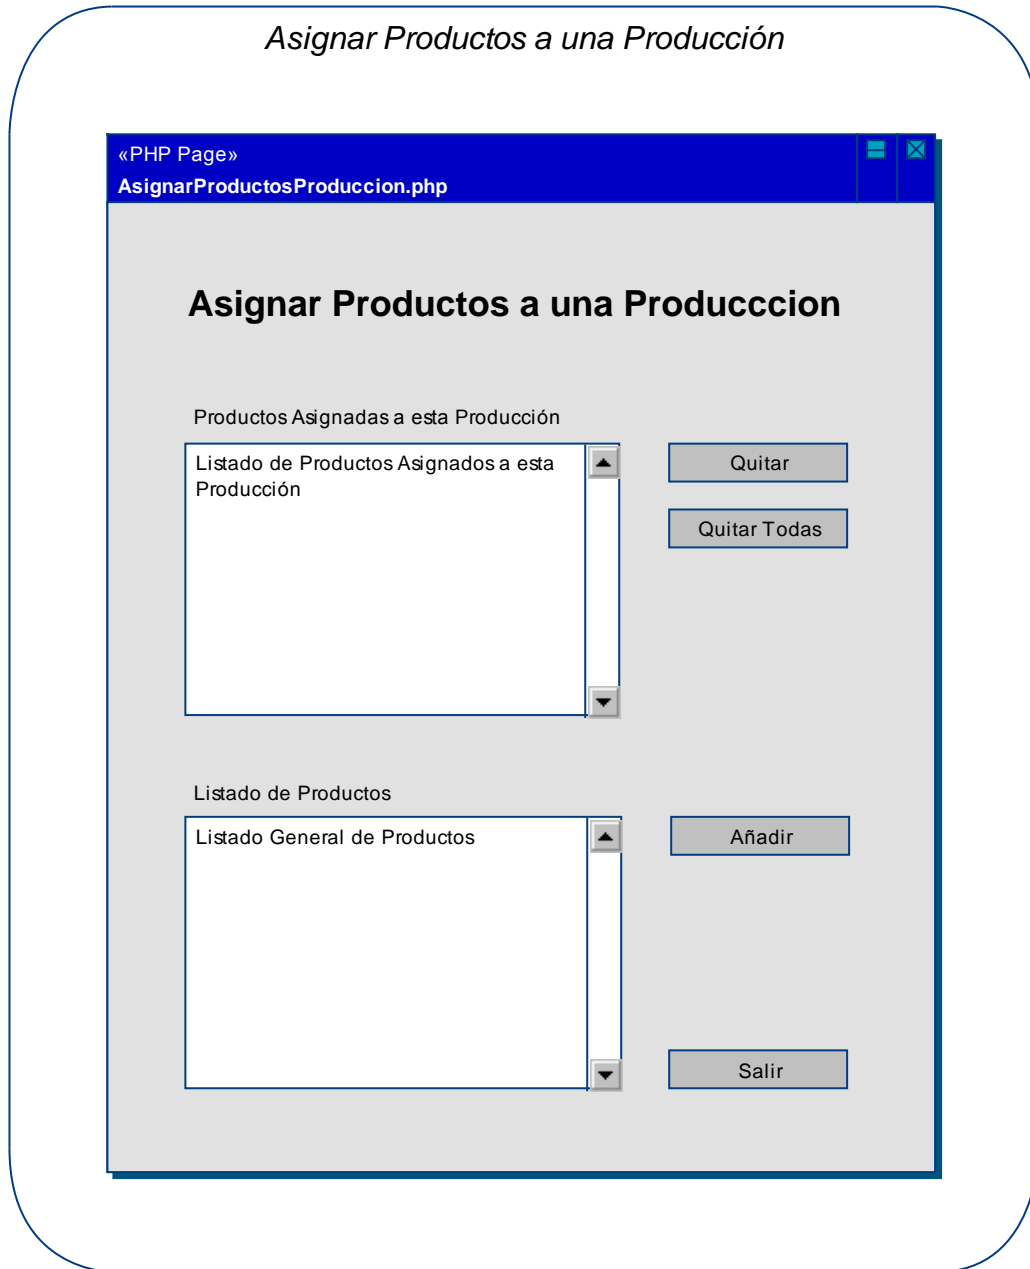 Asignar Productos a una Producción
«PHP Page»
AsignarProductosProduccion.php
Asignar Productos a una Producccion
Productos Asignadas a esta Producción
Listado de Productos Asignados a esta
Producción
Quitar
Quitar Todas
Listado de Productos
Listado General de Productos
Añadir
Salir